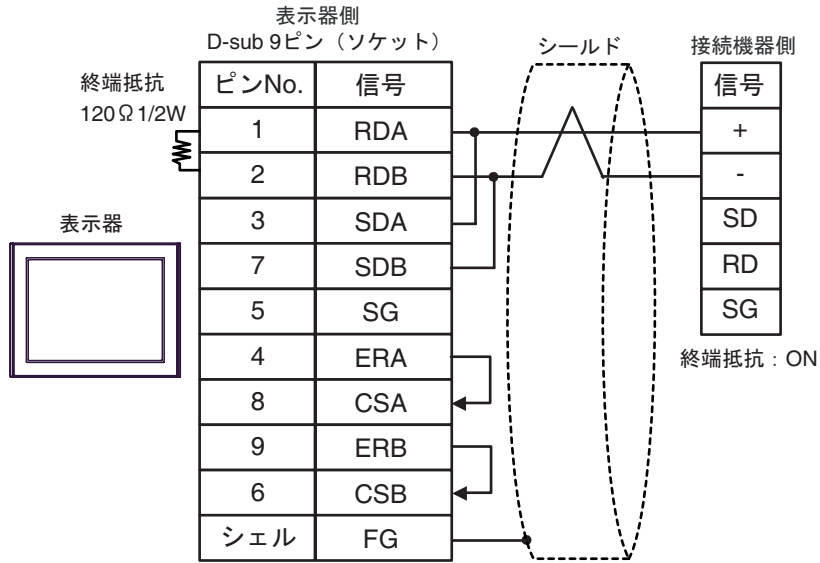 表示器側
D-sub 9ピン（ソケット）
シールド
接続機器側
終端抵抗
120Ω1/2W
ピンNo. 信号
信号
1 RDA
+
2 RDB
-
表示器
3 SDA
SD
7 SDB
RD
5 SG
SG
4 ERA
終端抵抗：ON
8 CSA
9 ERB
6 CSB
シェル FG